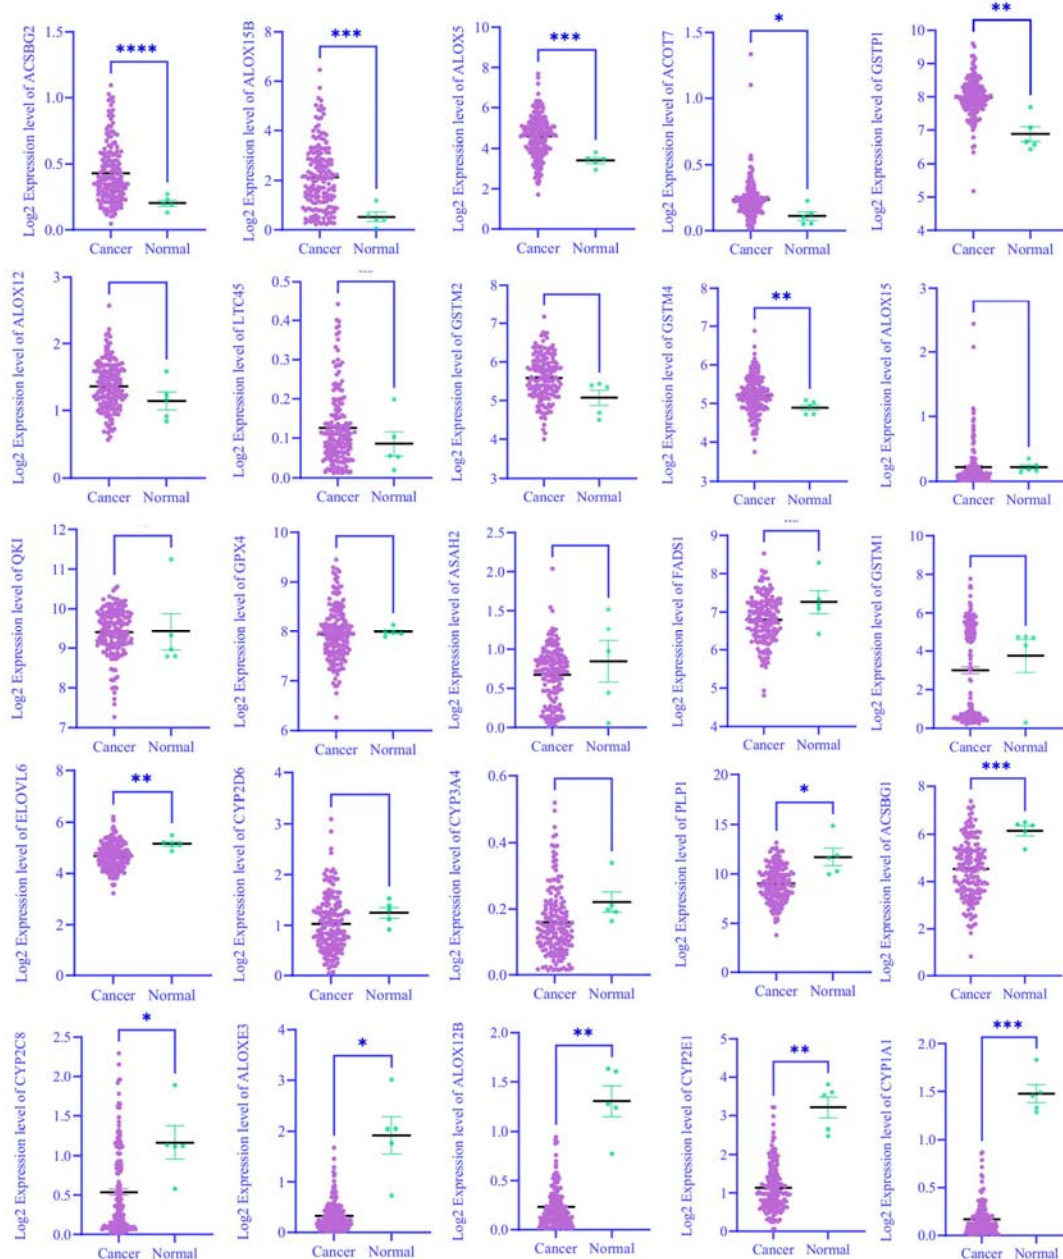 Log2 Expression level of ACSBG2
1.5
1.0
0.5
0.0
****
Cancer Normal
Log2 Expression level of ALOX15B
8
6
4
2
0
***
Cancer Normal
Log2 Expression level of ALOX5
10
8
6
4
2
0
***
Cancer Normal
Log2 Expression level of ACOT7
1.5
1.0
0.5
0.0
*
Cancer Normal
Log2 Expression level of GSTP1
10
9
8
7
6
5
4
**
Cancer Normal
Log2 Expression level of ALOX12
3
2
1
0
Cancer Normal
Log2 Expression level of LTC45
0.5
0.4
0.3
0.2
0.1
0.0
Cancer Normal
Log2 Expression level of GSTM2
8
7
6
5
4
3
Cancer Normal
Log2 Expression level of GSTM4
8
7
6
5
4
3
**
Cancer Normal
Log2 Expression level of ALOX15
3
2
1
0
Cancer Normal
Log2 Expression level of QKI
12
11
10
9
8
7
Cancer Normal
Log2 Expression level of GPX4
10
9
8
7
6
Cancer Normal
Log2 Expression level of ASAH2
2.5
2.0
1.5
1.0
0.5
0.0
Cancer Normal
Log2 Expression level of FADS1
9
8
7
6
5
4
Cancer Normal
Log2 Expression level of GSTM1
10
8
6
4
2
0
Cancer Normal
Log2 Expression level of ELOVL6
8
6
4
2
0
**
Cancer Normal
Log2 Expression level of CYP2D6
4
3
2
1
0
Cancer Normal
Log2 Expression level of CYP3A4
0.6
0.4
0.2
0.0
Cancer Normal
Log2 Expression level of PLP1
20
15
10
5
0
*
Cancer Normal
Log2 Expression level of ACSBG1
8
6
4
2
0
***
Cancer Normal
Log2 Expression level of CYP2C8
2.5
2.0
1.5
1.0
0.5
0.0
*
Cancer Normal
Log2 Expression level of ALOXE3
4
3
2
1
0
*
Cancer Normal
Log2 Expression level of ALOX12B
2.0
1.5
1.0
0.5
0.0
**
Cancer Normal
Log2 Expression level of CYP2E1
5
4
3
2
1
0
**
Cancer Normal
Log2 Expression level of CYP1A1
2.0
1.5
1.0
0.5
0.0
***
Cancer Normal